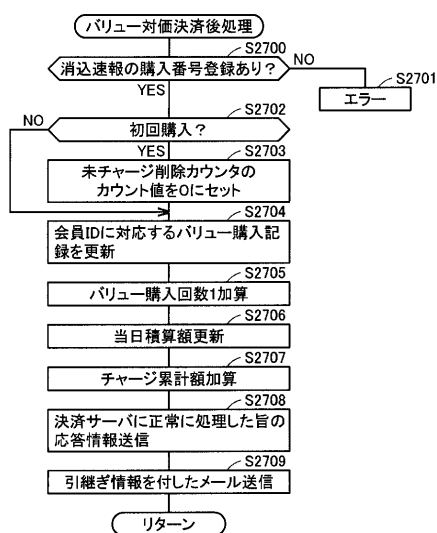 バリュー対価決済後処理
S2700
消込速報の購入番号登録あり?
NO
S2701
エラー
YES
S2702
NO
初回購入?
YES
S2703
未チャージ削除カウンタの
カウント値を0にセット
S2704
会員IDに対応するバリュー購入記
録を更新
S2705
バリュー購入回数1加算
S2706
当日積算額更新
S2707
チャージ累計額加算
S2708
決済サーバに正常に処理した旨の
応答情報送信
S2709
引継ぎ情報を付したメール送信
リターン